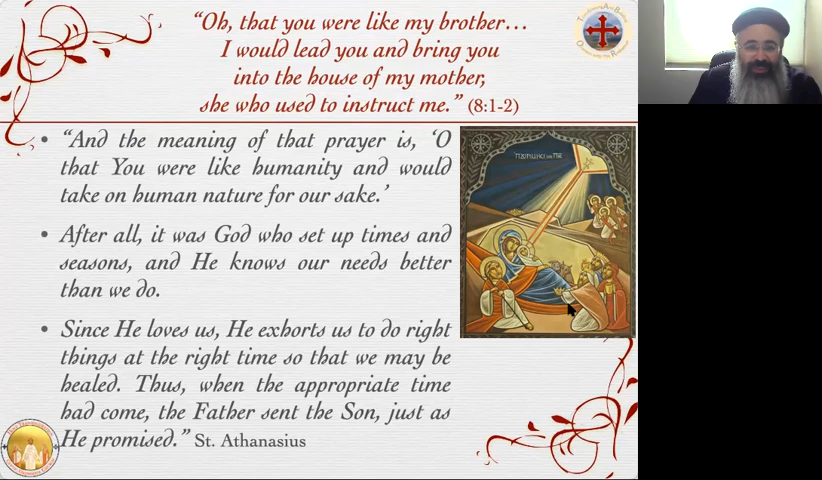 “Oh, that you were like my brother…
I would lead you and bring you
into the house of my mother,
she who used to instruct me.” (8:1-2)
• “And the meaning of that prayer is, ‘O
that You were like humanity and would
take on human nature for our sake.’
• After all, it was God who set up times and
seasons, and He knows our needs better
than we do.
• Since He loves us, He exhorts us to do right
things at the right time so that we may be
healed. Thus, when the appropriate time
had come, the Father sent the Son, just as
He promised.” St. Athanasius